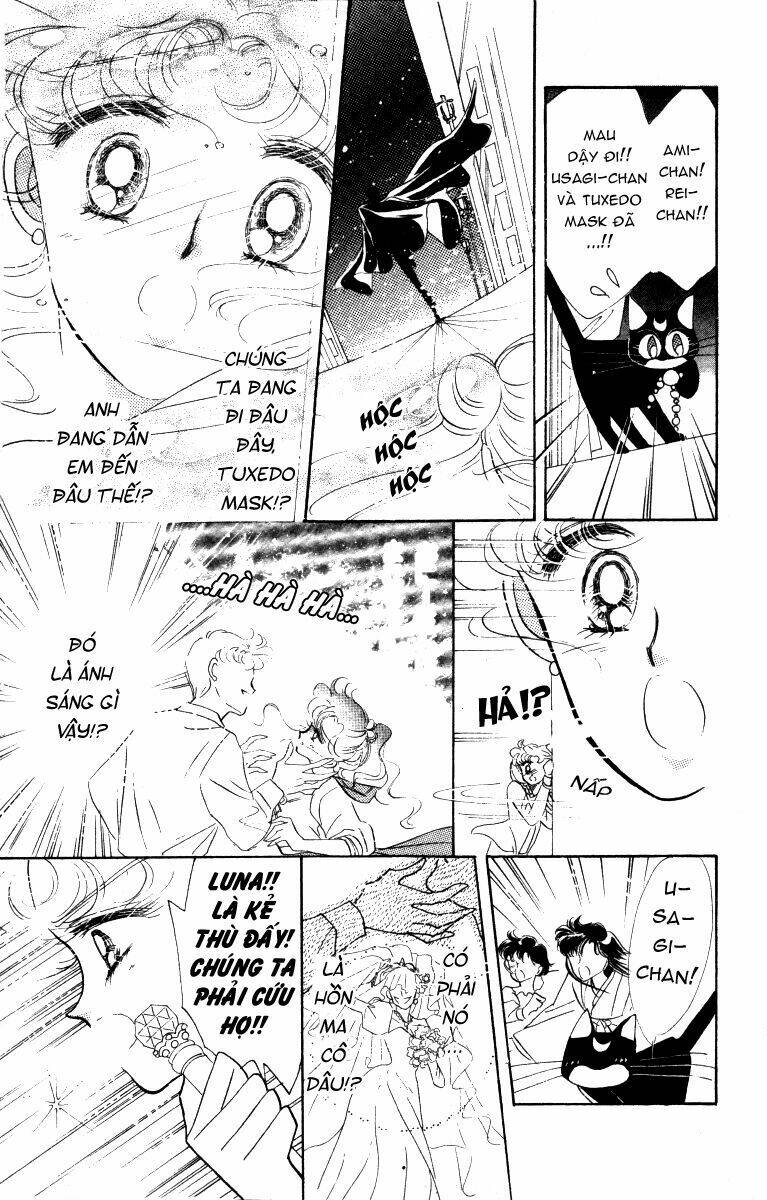 AMI-
CHAN!
REI-
CHAN!!
MAU
DẬY ĐI!!
USAGI-CHAN
VÀ TUXEDO
MASK ĐÃ
...!!
HỘC
HỘC
HỘC
CHÚNG
TA ĐANG
ĐI ĐÂU
ĐÂY,
TUXEDO
MASK!?
ANH
ĐANG DẪN
EM ĐẾN
ĐÂU THẾ!?
HẢ!?
NẤP
....HÀ HÀ HÀ...
ĐÓ
LÀ ÁNH
SÁNG GÌ
VẬY!?
U-
SA-
GI-
CHAN!
CÓ
PHẢI
NÓ
...
LÀ
HỒN
MA
CÔ
DÂU!?
LUNA!!
LÀ KẺ
THÙ ĐẤY!
CHÚNG TA
PHẢI CỨU
HỌ!!